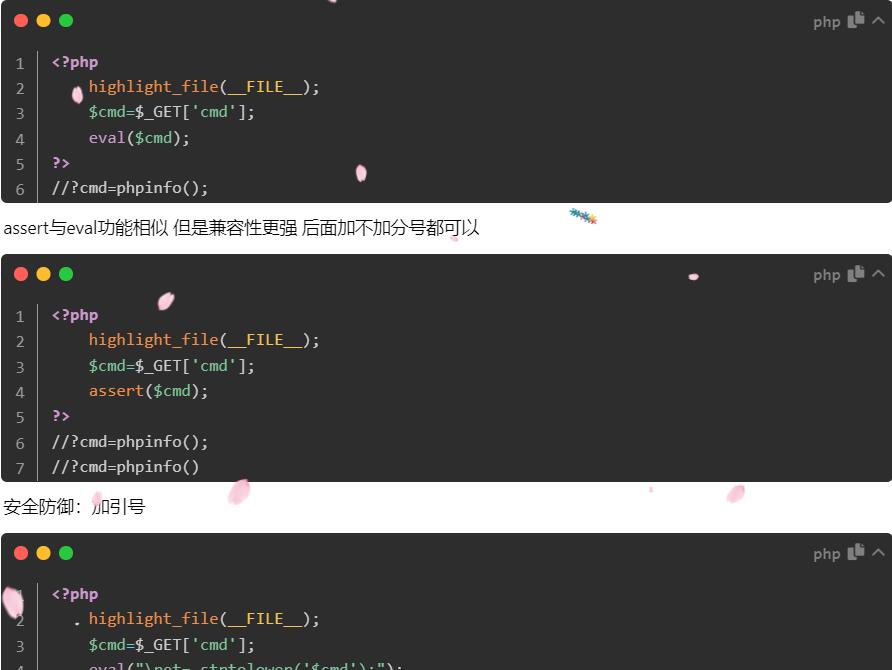 php
1 <?php
2 highlight_file(__FILE__);
3 $cmd=$_GET['cmd'];
4 eval($cmd);
5 ?>
6 //?cmd=phpinfo();
assert与eval功能相似 但是兼容性更强 后面加不加分号都可以
php
1 <?php
2 highlight_file(__FILE__);
3 $cmd=$_GET['cmd'];
4 assert($cmd);
5 ?>
6 //?cmd=phpinfo();
7 //?cmd=phpinfo()
安全防御：加引号
php
1 <?php
2 highlight_file(__FILE__);
3 $cmd=$_GET['cmd'];
4 eval("\ret= strtolower('$cmd');");